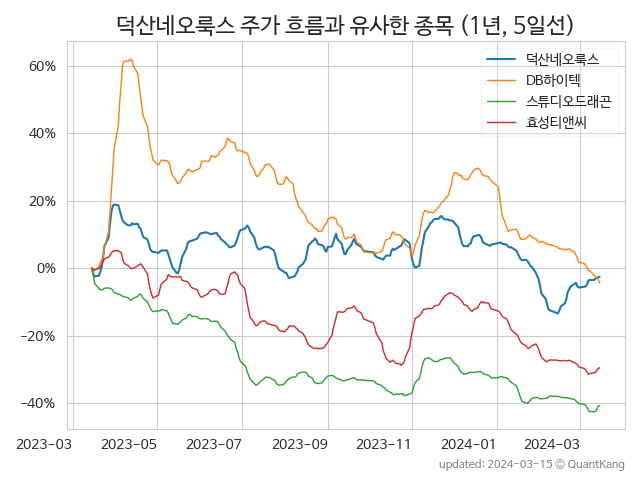 덕산네오룩스 주가 흐름과 유사한 종목 (1년, 5일선)
덕산네오룩스
DB하이텍
스튜디오드래곤
효성티앤씨
60%
40%
20%
0%
−20%
−40%
2023-03 2023-05 2023-07 2023-09 2023-11 2024-01 2024-03
updated: 2024-03-15 © QuantKang